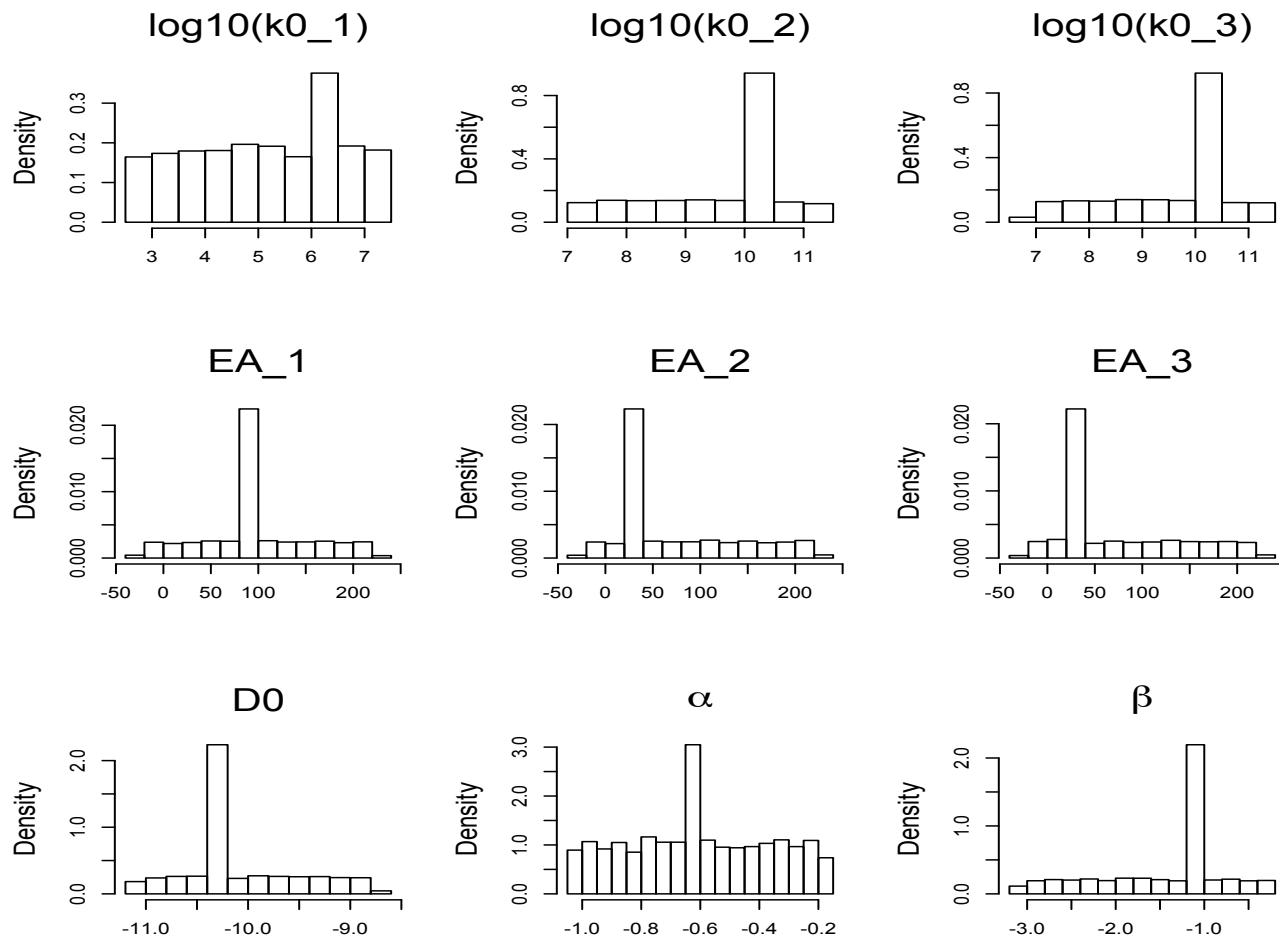 log10(k0_1) log10(k0_2) log10(k0_3)
Density 0.0 0.1 0.2 0.3
3 4 5 6 7
Density 0.0 0.4 0.8
7 8 9 10 11
Density 0.0 0.4 0.8
7 8 9 10 11
EA_1 EA_2 EA_3
Density 0.000 0.010 0.020
-50 0 50 100 200
Density 0.000 0.010 0.020
-50 0 50 100 200
Density 0.000 0.010 0.020
-50 0 50 100 200
D0 α β
Density 0.0 1.0 2.0
-11.0 -10.0 -9.0
Density 0.0 1.0 2.0 3.0
-1.0 -0.8 -0.6 -0.4 -0.2
Density 0.0 1.0 2.0
-3.0 -2.0 -1.0